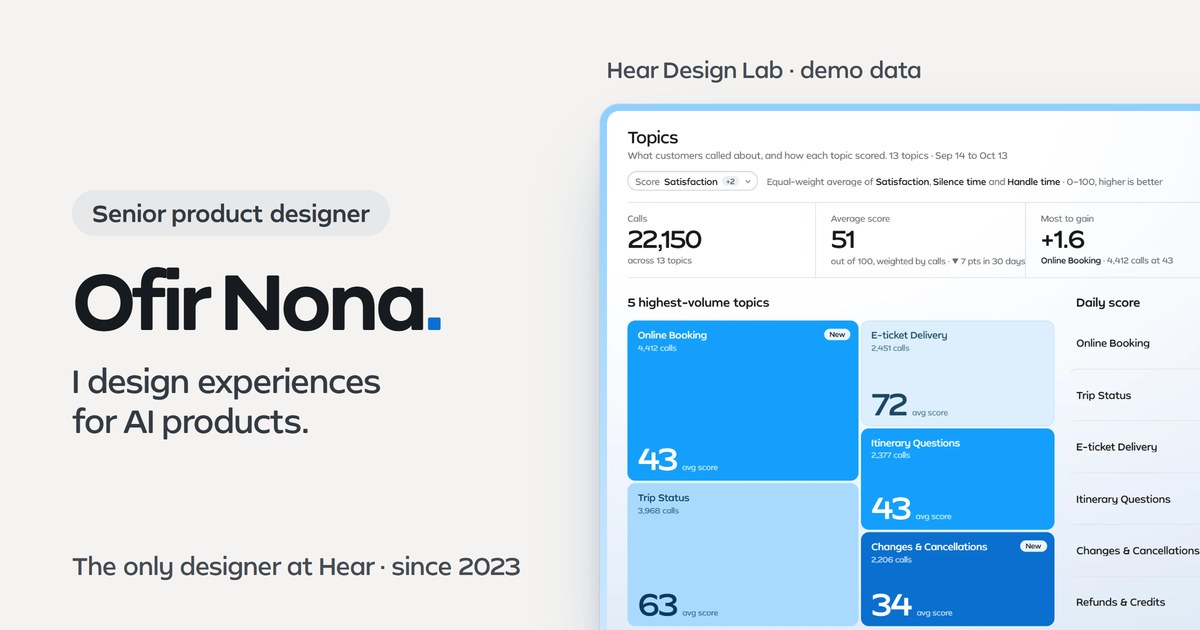 Hear Design Lab · demo data
Senior product designer
Ofir Nona.
I design experiences
for AI products.
The only designer at Hear · since 2023
Topics
What customers called about, and how each topic scored. 13 topics · Sep 14 to Oct 13
Score Satisfaction +2
Equal-weight average of Satisfaction, Silence time and Handle time · 0–100, higher is better
Calls
22,150
across 13 topics
Average score
51
out of 100, weighted by calls · ▼ 7 pts in 30 days
Most to gain
+1.6
Online Booking · 4,412 calls at 43
5 highest-volume topics
Online Booking
New
4,412 calls
43 avg score
Trip Status
3,968 calls
63 avg score
E-ticket Delivery
2,451 calls
72 avg score
Itinerary Questions
2,377 calls
43 avg score
Changes & Cancellations
New
2,206 calls
34 avg score
Daily score
Online Booking
Trip Status
E-ticket Delivery
Itinerary Questions
Changes & Cancellations
Refunds & Credits